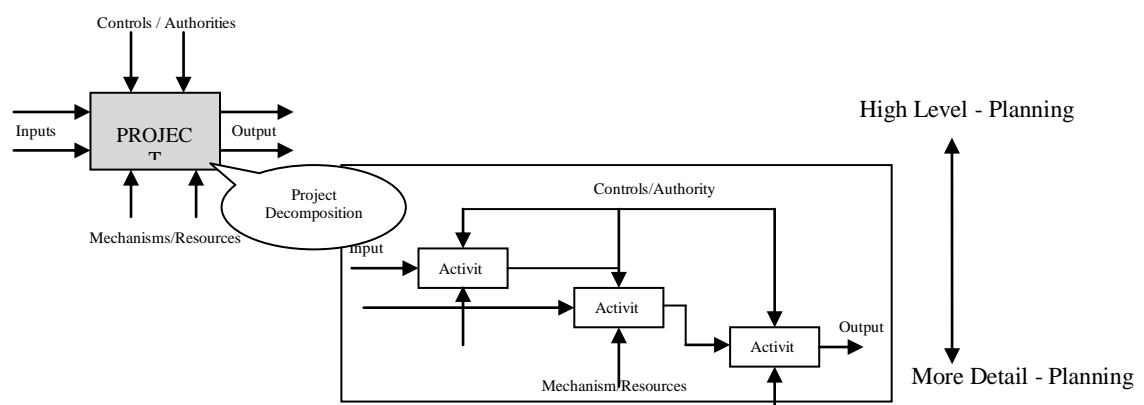 Controls / Authorities
Inputs
PROJEC
T
Output
Mechanisms/Resources
Project
Decomposition
High Level - Planning
More Detail - Planning
Controls/Authority
Input
Activit
Activit
Activit
Output
Mechanism/Resources